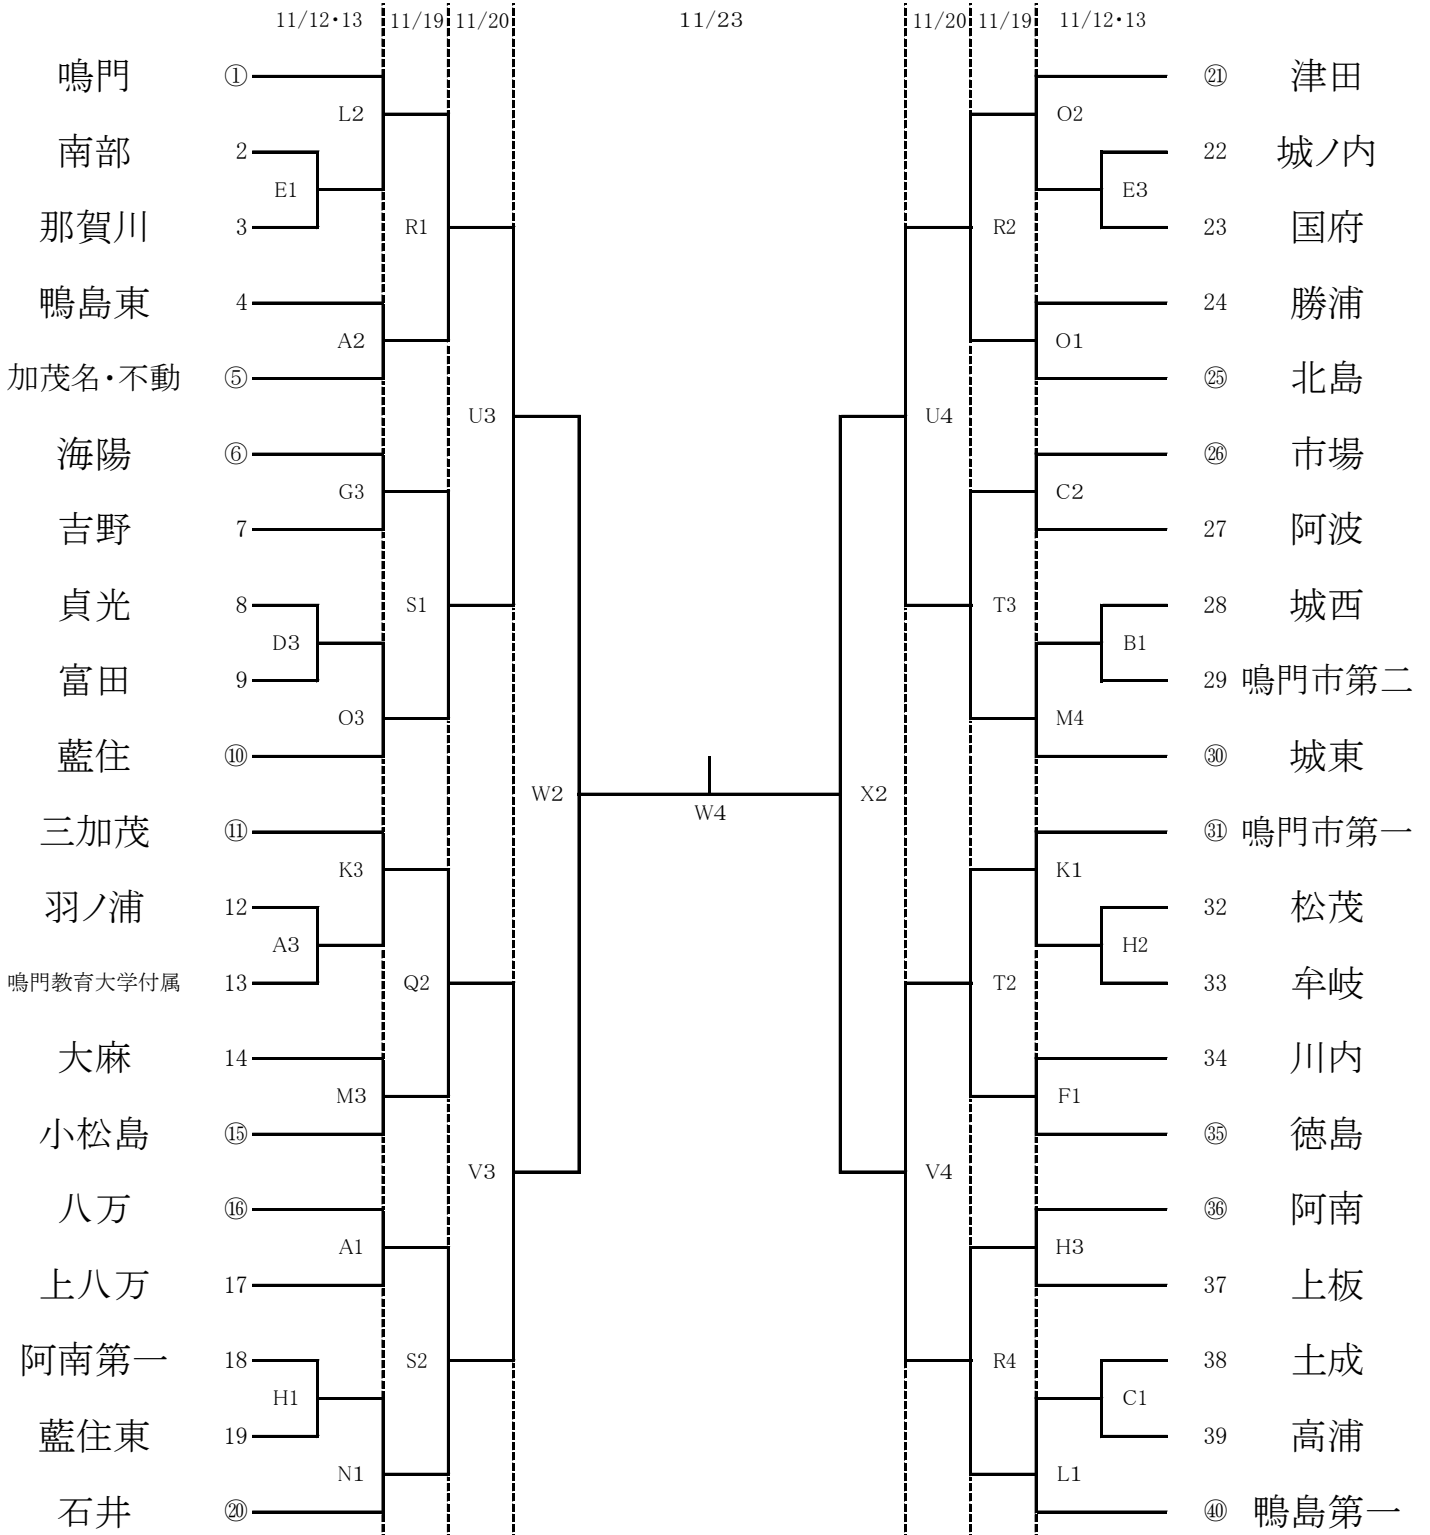 11/12・13 11/19 11/20 11/23 11/20 11/19 11/12・13
鳴門 ① ㉑ 津田
L2 O2
南部 2 22 城ノ内
E1 E3
那賀川 3 R1 R2 23 国府
鴨島東 4 24 勝浦
A2 O1
加茂名・不動 ⑤ ㉕ 北島
U3 U4
海陽 ⑥ ㉖ 市場
G3 C2
吉野 7 27 阿波
貞光 8 S1 T3 28 城西
D3 B1
富田 9 29 鳴門市第二
O3 M4
藍住 ⑩ ㉚ 城東
W2 X2
W4
三加茂 ⑪ ㉛ 鳴門市第一
K3 K1
羽ノ浦 12 32 松茂
A3 H2
鳴門教育大学付属 13 Q2 T2 33 牟岐
大麻 14 34 川内
M3 F1
小松島 ⑮ ㉟ 徳島
V3 V4
八万 ⑯ ㊱ 阿南
A1 H3
上八万 17 37 上板
阿南第一 18 S2 R4 38 土成
H1 C1
藍住東 19 39 高浦
N1 L1
石井 ⑳ ㊵ 鴨島第一